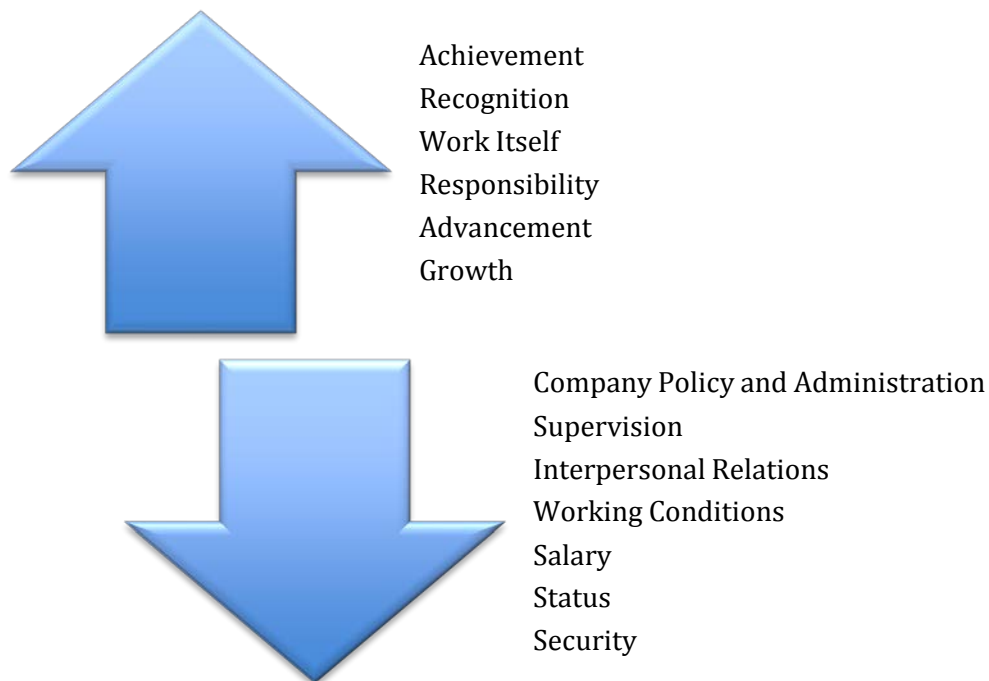 Achievement
Recognition
Work Itself
Responsibility
Advancement
Growth
Company Policy and Administration
Supervision
Interpersonal Relations
Working Conditions
Salary
Status
Security